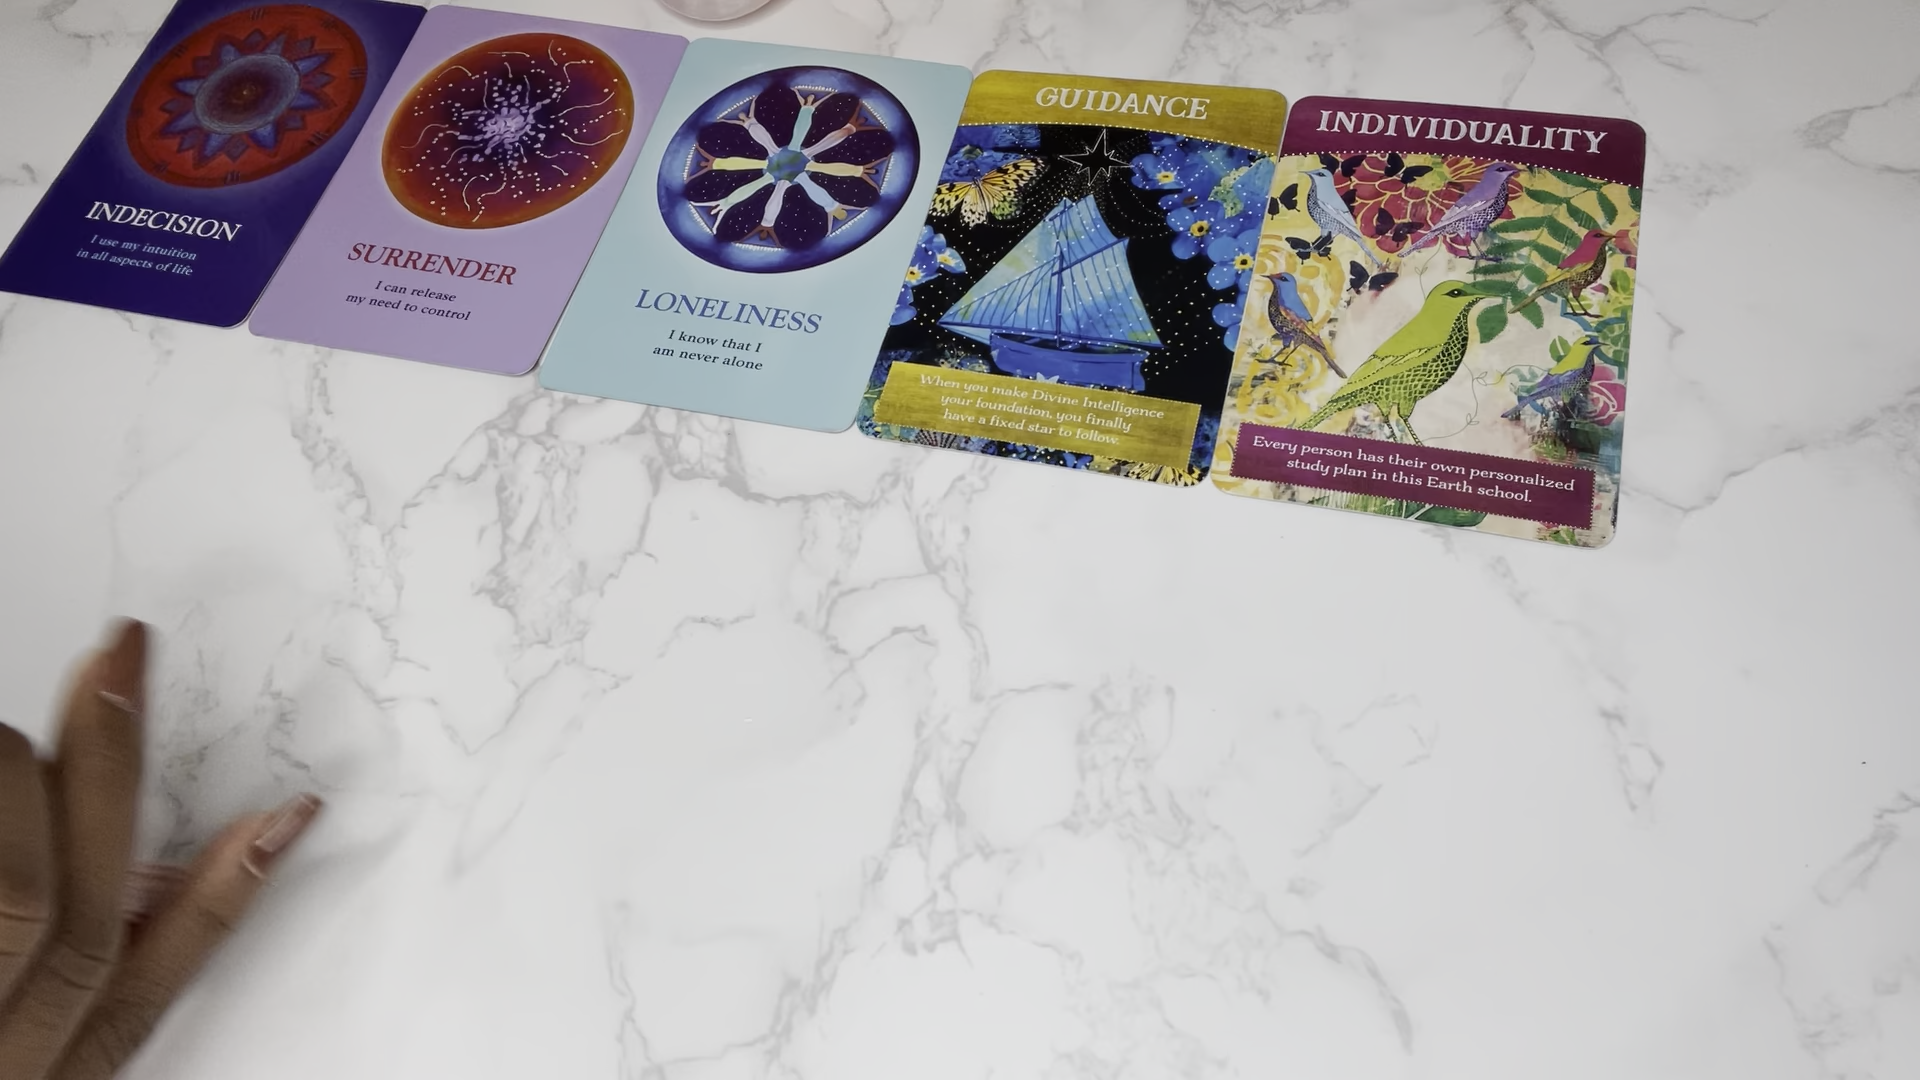 INDECISION
I use my intuition
in all aspects of life
SURRENDER
I can release
my need to control
LONELINESS
I know that I
am never alone
GUIDANCE
When you make Divine Intelligence
your foundation, you finally
have a fixed star to follow.
INDIVIDUALITY
Every person has their own personalized
study plan in this Earth school.